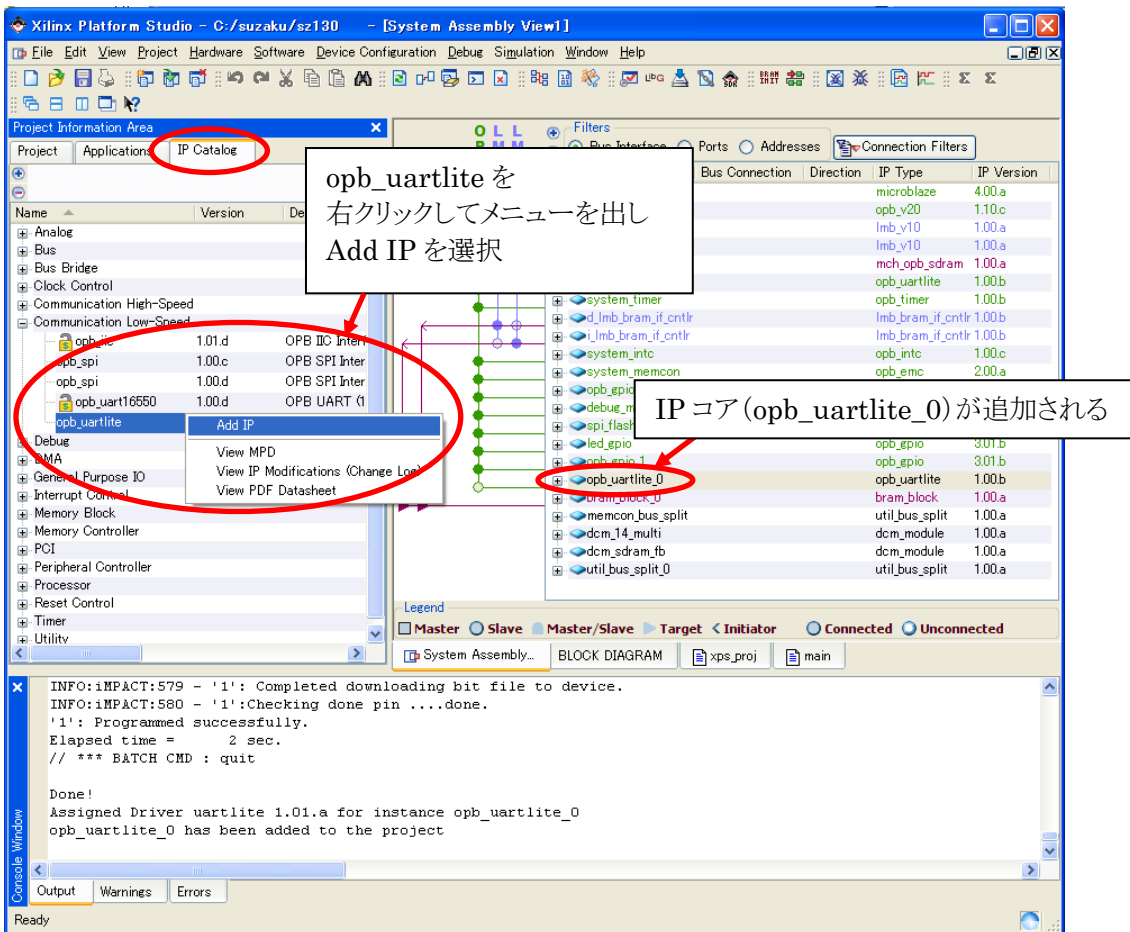 Xilinx Platform Studio - C:/suzaku/sz130 - [System Assembly View1]
File Edit View Project Hardware Software Device Configuration Debug Simulation Window Help
Project Information Area
Project Applications IP Catalog
Name Version
Analog
Bus
Bus Bridge
Clock Control
Communication High-Speed
Communication Low-Speed
opb_iic 1.01.d OPB IIC Interf
opb_spi 1.00.c OPB SPI Inter
opb_spi 1.00.d OPB SPI Inter
opb_uart16550 1.00.d OPB UART (1
opb_uartlite
Debug
DMA
General Purpose IO
Interrupt Control
Memory Block
Memory Controller
PCI
Peripheral Controller
Processor
Reset Control
Timer
Utility
Add IP
View MPD
View IP Modifications (Change Log)
View PDF Datasheet
opb_uartlite を
右クリックしてメニューを出し
Add IP を選択
O L L
Filters
Bus Interface Ports Addresses Connection Filters
Bus Connection Direction IP Type IP Version
microblaze 4.00.a
opb_v20 1.10.c
lmb_v10 1.00.a
lmb_v10 1.00.a
mch_opb_sdram 1.00.a
opb_uartlite 1.00.b
system_timer opb_timer 1.00.b
d_lmb_bram_if_cntlr lmb_bram_if_cntlr 1.00.b
i_lmb_bram_if_cntlr lmb_bram_if_cntlr 1.00.b
system_intc opb_intc 1.00.c
system_memcon opb_emc 2.00.a
opb_gpio
debug_m
spi_flash
IP コア(opb_uartlite_0)が追加される
led_gpio opb_gpio 3.01.b
opb_gpio_1 opb_gpio 3.01.b
opb_uartlite_0 opb_uartlite 1.00.b
bram_block_0 bram_block 1.00.a
memcon_bus_split util_bus_split 1.00.a
dcm_14_multi dcm_module 1.00.a
dcm_sdram_fb dcm_module 1.00.a
util_bus_split_0 util_bus_split 1.00.a
Legend
Master Slave Master/Slave Target Initiator Connected Unconnected
System Assembly... BLOCK DIAGRAM xps_proj main
INFO:iMPACT:579 - '1': Completed downloading bit file to device.
INFO:iMPACT:580 - '1':Checking done pin ....done.
'1': Programmed successfully.
Elapsed time = 2 sec.
// *** BATCH CMD : quit
Done!
Assigned Driver uartlite 1.01.a for instance opb_uartlite_0
opb_uartlite_0 has been added to the project
Console Window
Output Warnings Errors
Ready